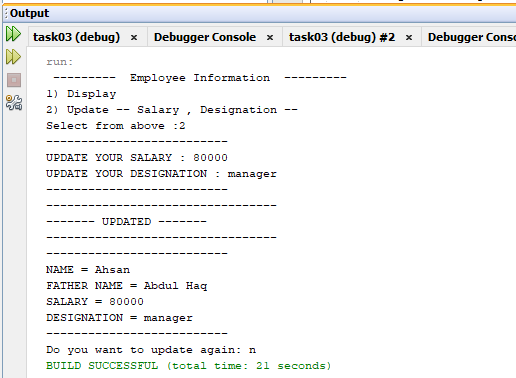 Output
task03 (debug) × Debugger Console × task03 (debug) #2 × Debugger
run:
--------- Employee Information ---------
1) Display
2) Update -- Salary , Designation --
Select from above :2
--------------------------
UPDATE YOUR SALARY : 80000
UPDATE YOUR DESIGNATION : manager
--------------------------
---------------------------------
------- UPDATED -------
---------------------------------
--------------------------
NAME = Ahsan
FATHER NAME = Abdul Haq
SALARY = 80000
DESIGNATION = manager
--------------------------
Do you want to update again: n
BUILD SUCCESSFUL (total time: 21 seconds)